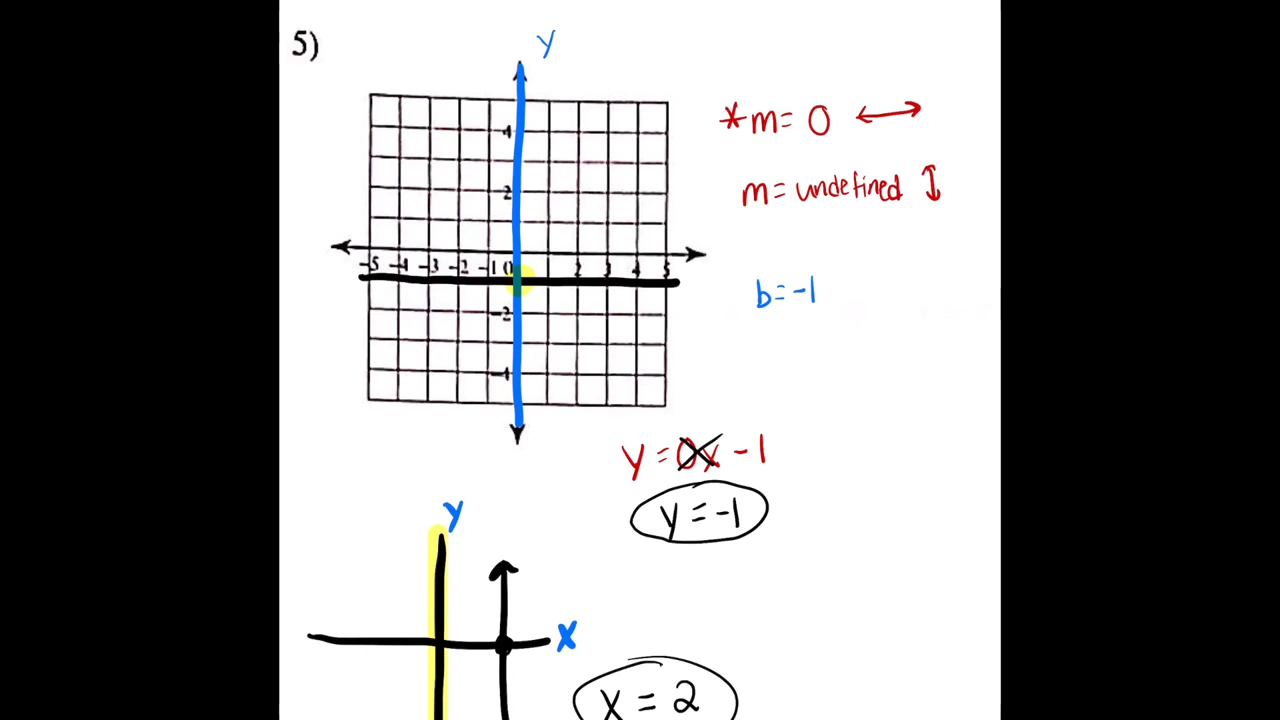 5)
y
*m= 0
4
m= undefined
2
-5 -4 -3 -2 -1 0 2 3 4 5
b=-1
-2
-4
y=0x-1
y=-1
y
x
x=2